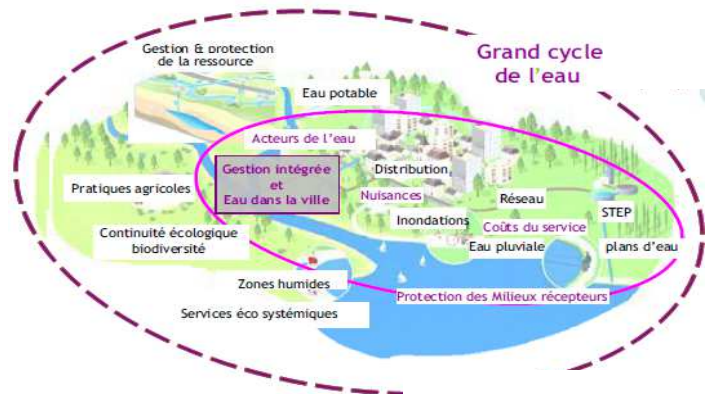 Gestion & protection
de la ressource
Grand cycle
de l'eau
Eau potable
Acteurs de l'eau
Gestion intégrée
et
Eau dans la ville
Distribution
Pratiques agricoles
Nuisances
Réseau
Inondations
STEP
Coûts du service
Continuité écologique
biodiversité
Eau pluviale
plans d'eau
Zones humides
Protection des Milieux récepteurs
Services éco systémiques